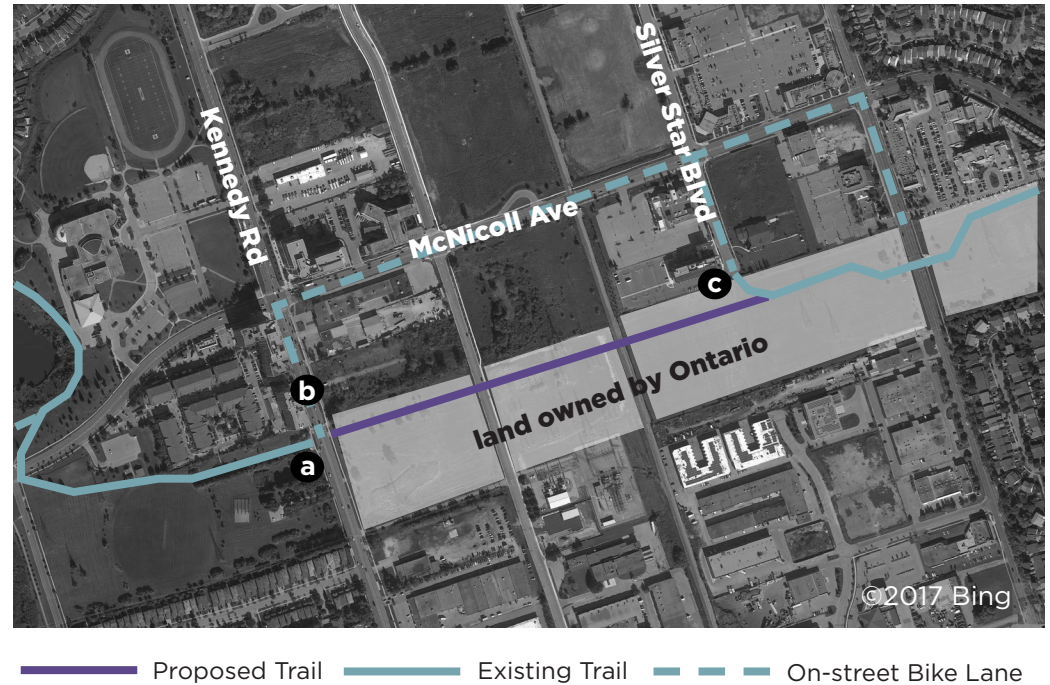 Kennedy Rd
Silver Star Blvd
McNicoll Ave
c
b
a
land owned by Ontario
©2017 Bing
Proposed Trail
Existing Trail
On-street Bike Lane